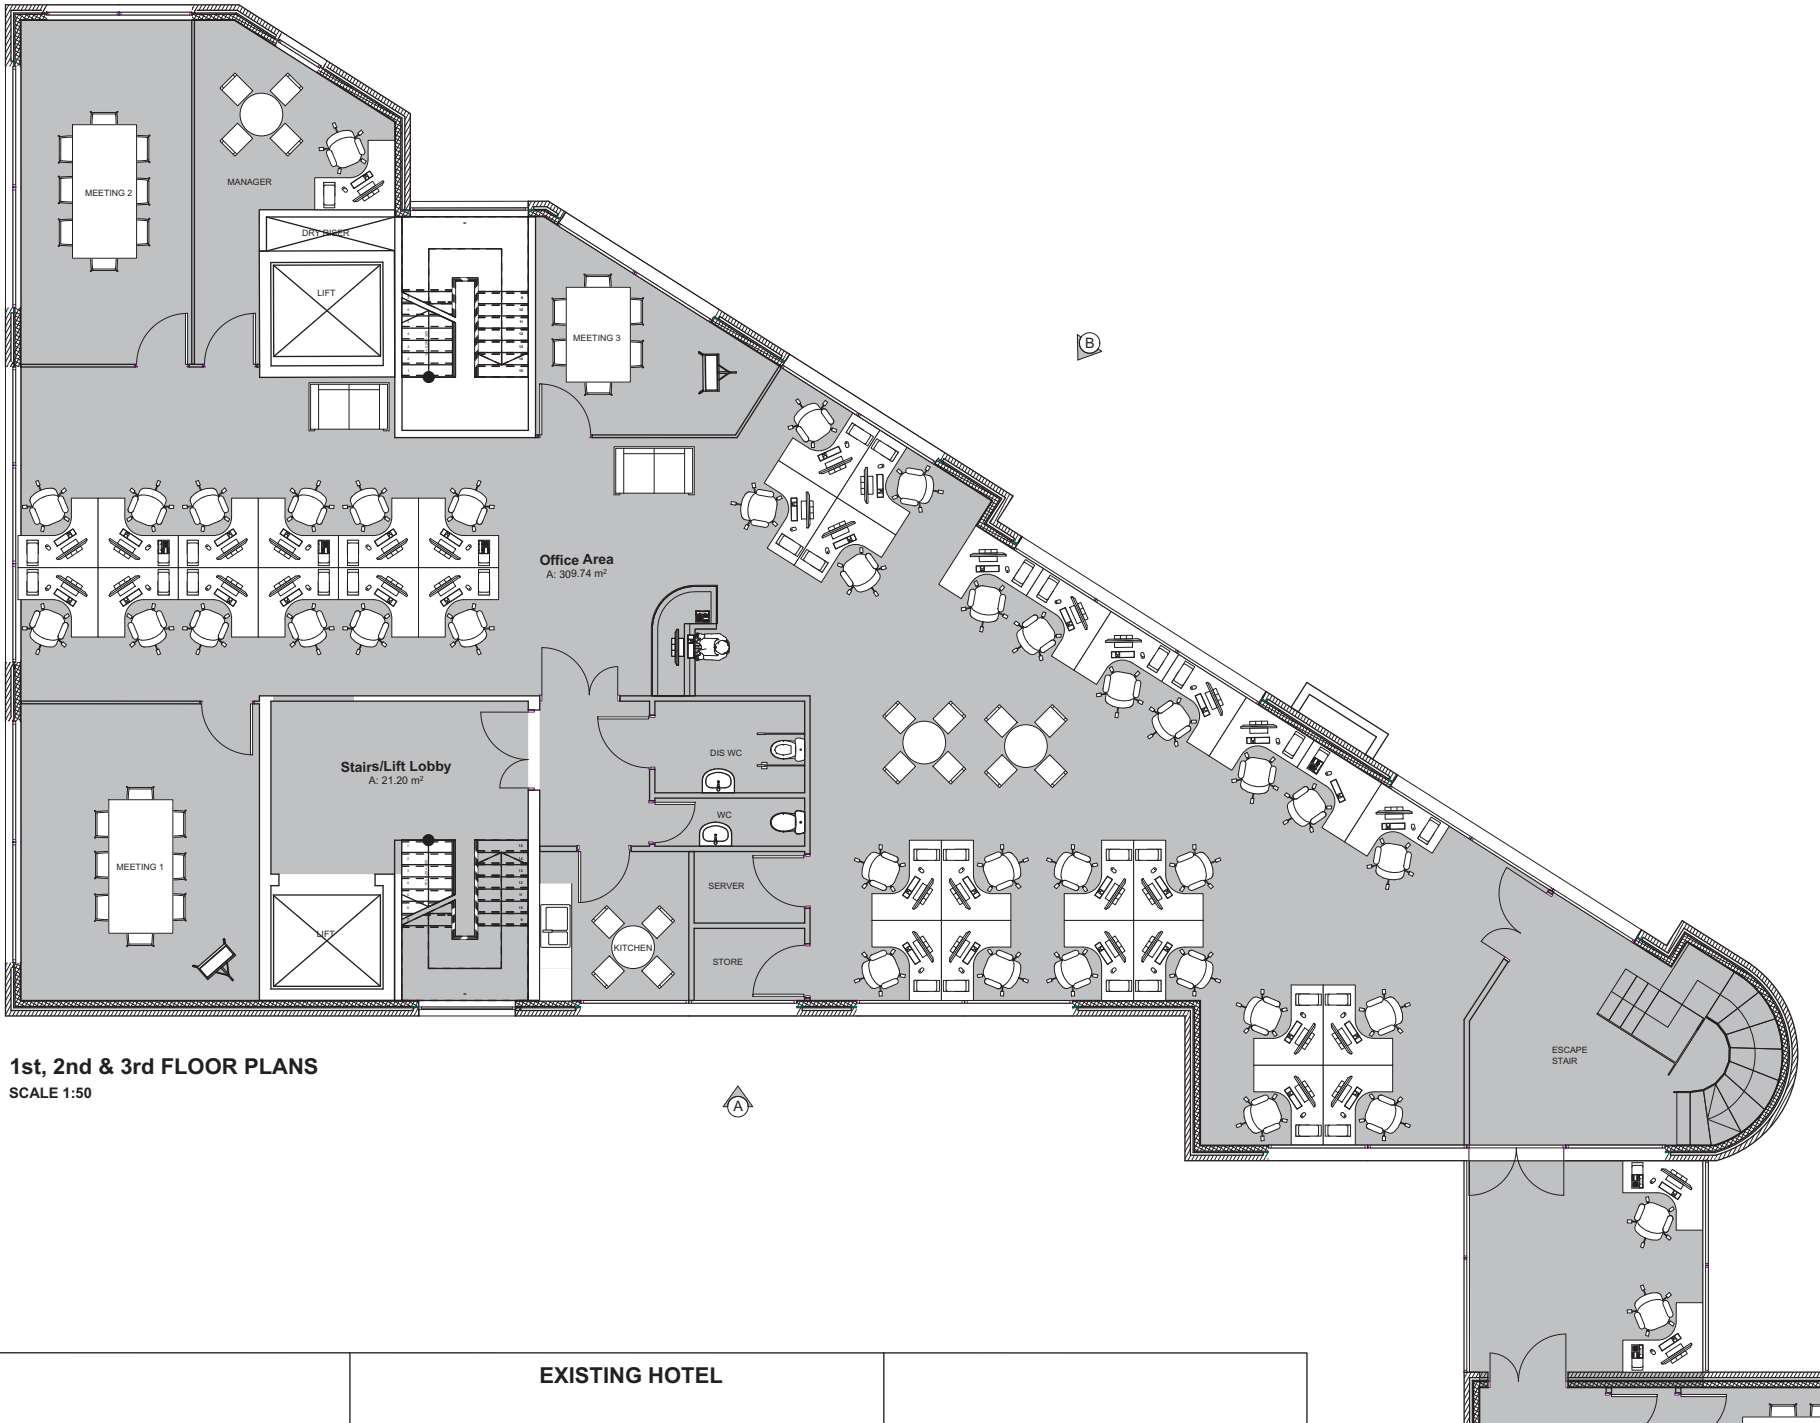 MEETING 2
MANAGER
DRY RISER
LIFT
MEETING 3
B
Office Area
A: 309.74 m²
Stairs/Lift Lobby
A: 21.20 m²
DIS WC
WC
MEETING 1
SERVER
LIFT
KITCHEN
STORE
ESCAPE
STAIR
1st, 2nd & 3rd FLOOR PLANS
SCALE 1:50
A
EXISTING HOTEL